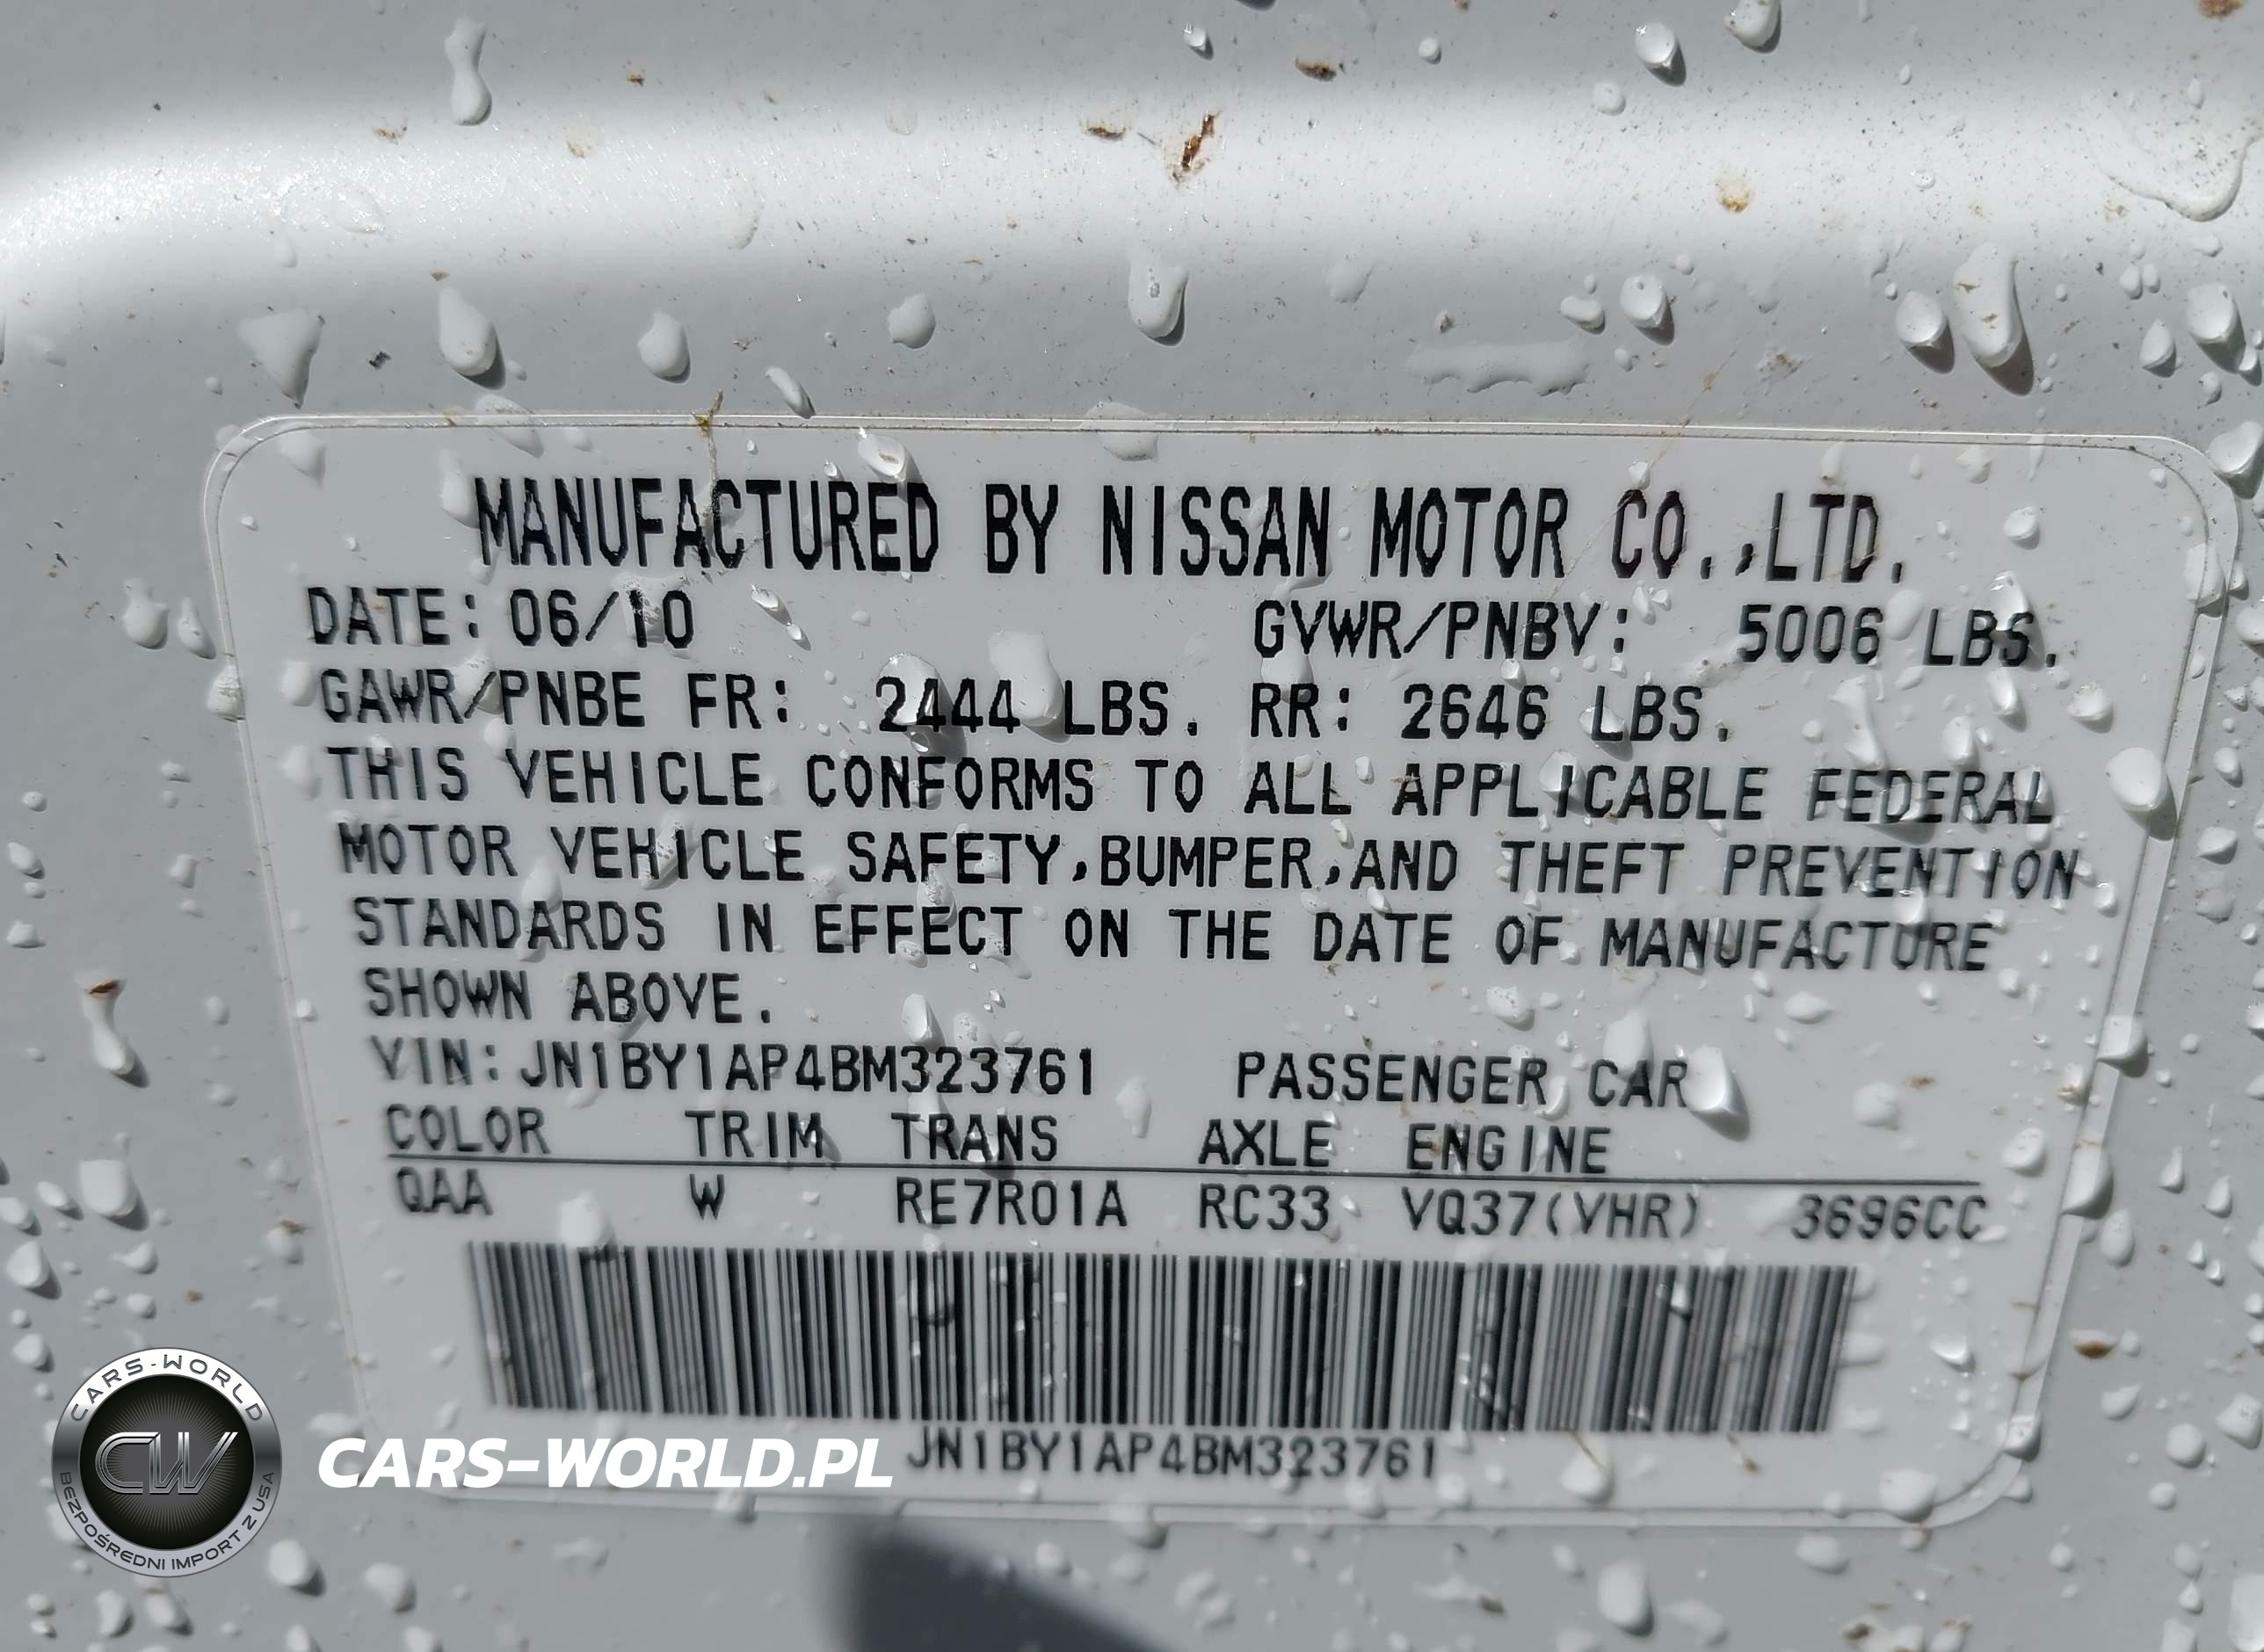 MANUFACTURED BY NISSAN MOTOR CO.,LTD.
DATE: 06/10 GVWR/PNBV: 5006 LBS.
GAWR/PNBE FR: 2444 LBS. RR: 2646 LBS.
THIS VEHICLE CONFORMS TO ALL APPLICABLE FEDERAL
MOTOR VEHICLE SAFETY,BUMPER,AND THEFT PREVENTION
STANDARDS IN EFFECT ON THE DATE OF MANUFACTURE
SHOWN ABOVE.
VIN:JN1BY1AP4BM323761 PASSENGER CAR
COLOR TRIM TRANS AXLE ENGINE
QAA W RE7R01A RC33 VQ37(VHR) 3696CC
JN1BY1AP4BM323761
CARS-WORLD
CW
BEZPOŚREDNI IMPORT Z USA
CARS-WORLD.PL